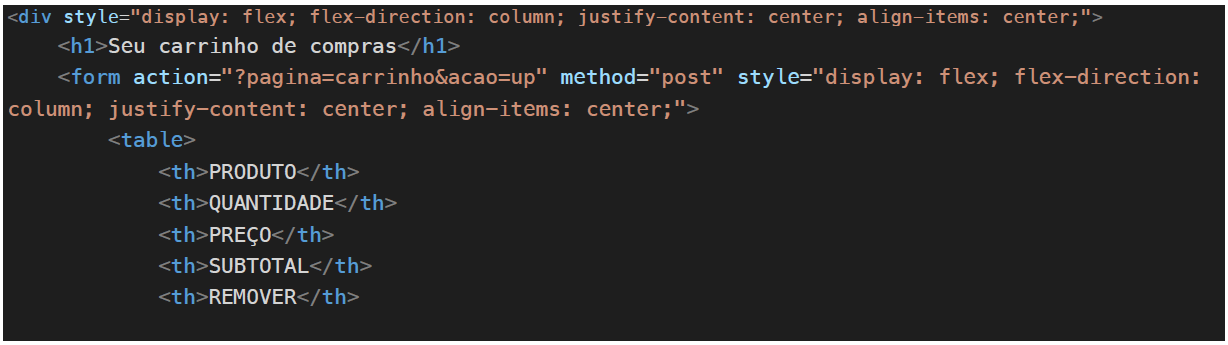 <div style="display: flex; flex-direction: column; justify-content: center; align-items: center;">
    <h1>Seu carrinho de compras</h1>
    <form action="?pagina=carrinho&acao=up" method="post" style="display: flex; flex-direction:
column; justify-content: center; align-items: center;">
        <table>
            <th>PRODUTO</th>
            <th>QUANTIDADE</th>
            <th>PREÇO</th>
            <th>SUBTOTAL</th>
            <th>REMOVER</th>